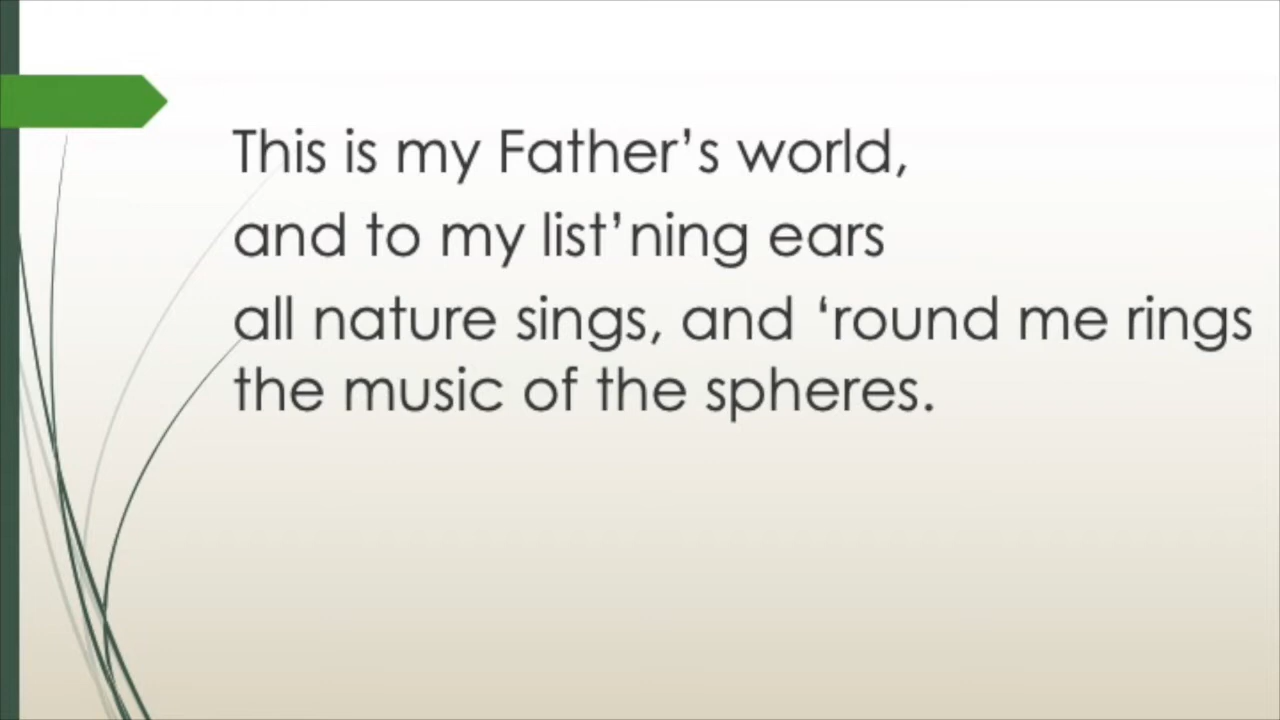 This is my Father’s world,
and to my list’ning ears
all nature sings, and ‘round me rings
the music of the spheres.